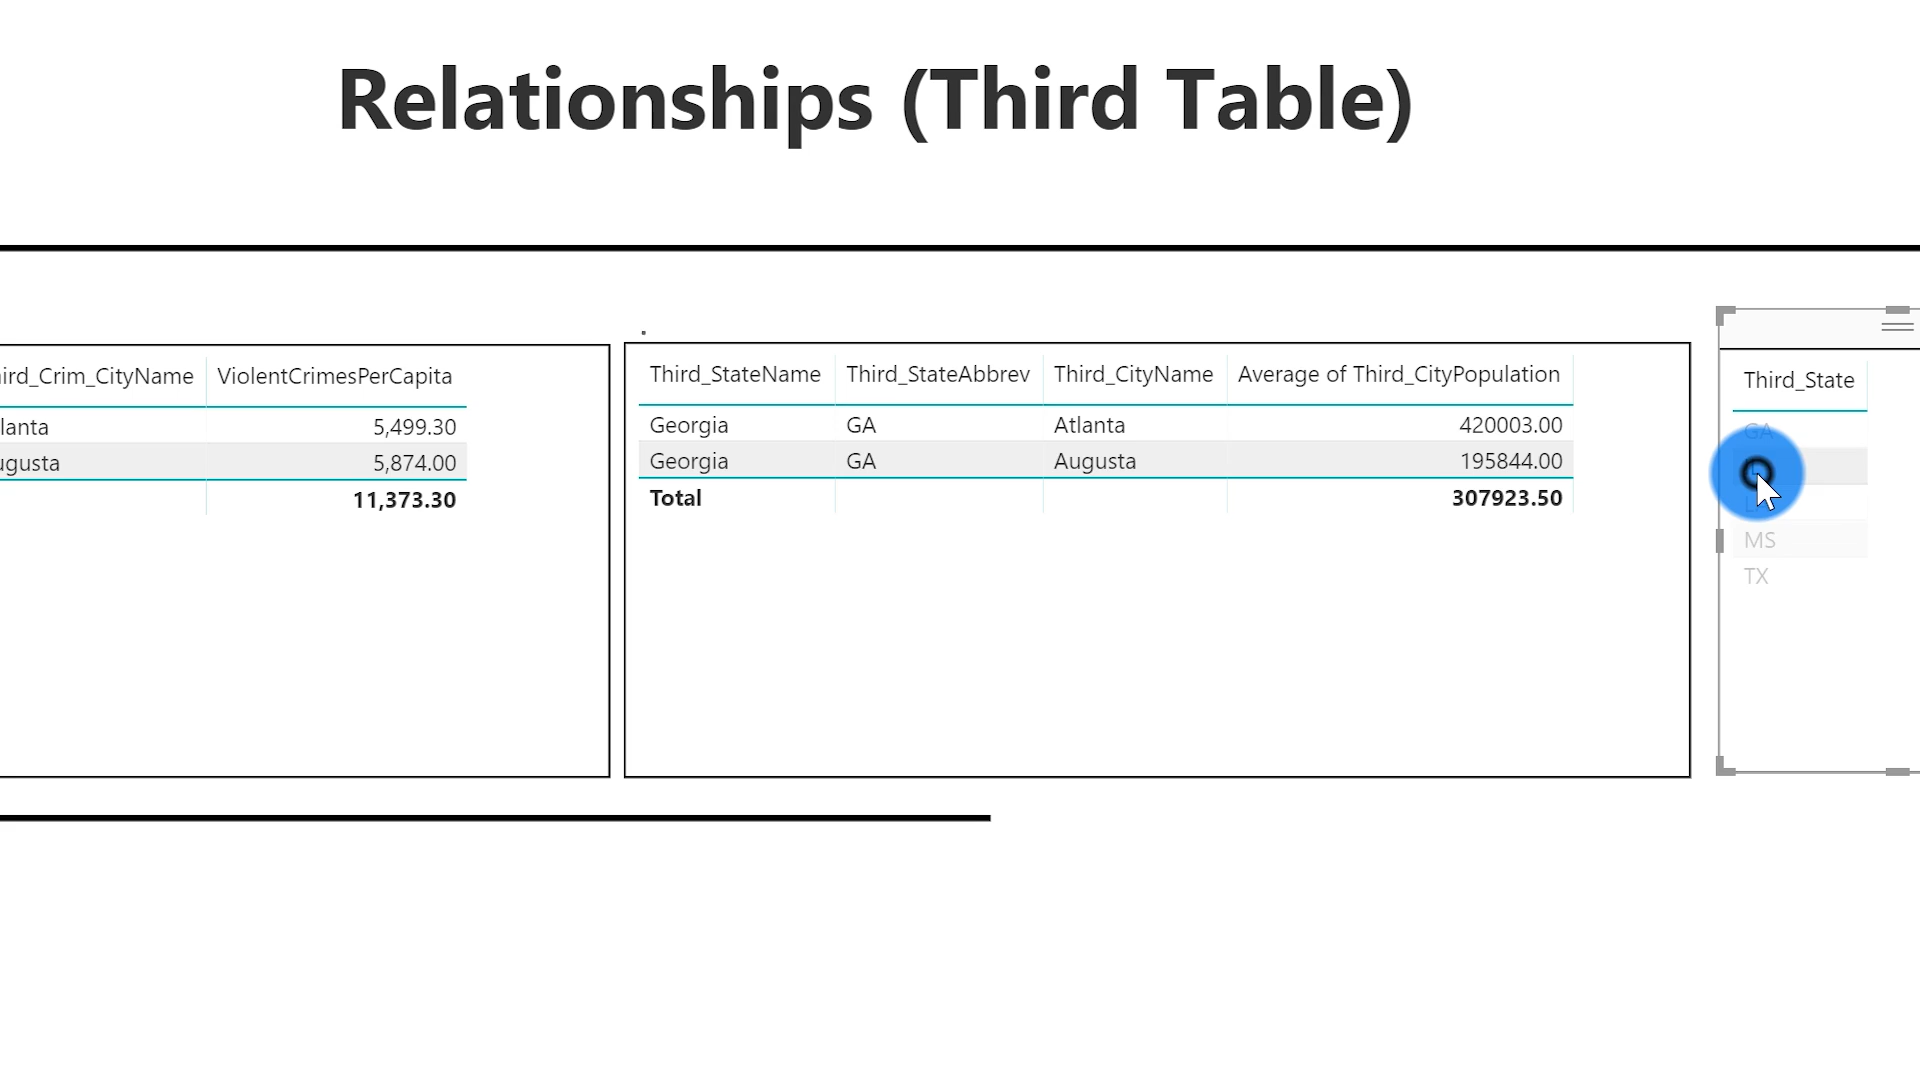 Relationships (Third Table)
ird_Crim_CityName ViolentCrimesPerCapita
lanta 5,499.30
ugusta 5,874.00
11,373.30
.
Third_StateName Third_StateAbbrev Third_CityName Average of Third_CityPopulation
Georgia GA Atlanta 420003.00
Georgia GA Augusta 195844.00
Total 307923.50
Third_State
GA
MS
TX